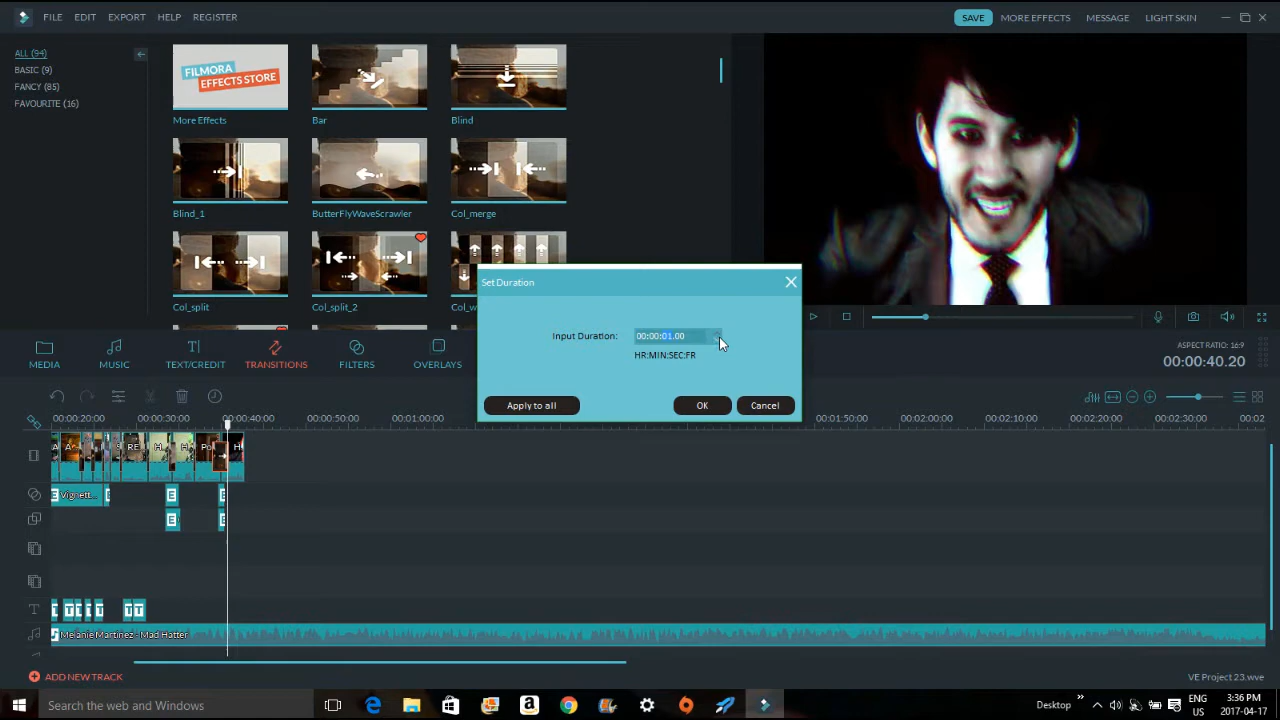 FILE EDIT EXPORT HELP REGISTER SAVE MORE EFFECTS MESSAGE LIGHT SKIN
ALL (94)
BASIC (9)
FANCY (85)
FAVOURITE (16)
FILMORA
EFFECTS STORE
More Effects Bar Blind
Blind_1 ButterFlyWaveScrawler Col_merge
Col_split Col_split_2
Set Duration
Input Duration: 00:00:01.00
HR:MIN:SEC:FR
Apply to all OK Cancel
MEDIA MUSIC TEXT/CREDIT TRANSITIONS FILTERS OVERLAYS
ASPECT RATIO: 16:9
00:00:40.20
00:00:20:00 00:00:30:00 00:00:40:00 00:00:50:00 00:01:00:00 00:01:50:00 00:02:00:00 00:02:10:00 00:02:20:00 00:02:30:00 00:02
A RE H H Po H
E Vignett... E E E
E E
T T T T T T T
Melanie Martinez - Mad Hatter
ADD NEW TRACK VE Project 23.wve
Search the web and Windows Desktop ENG 3:36 PM
US 2017-04-17